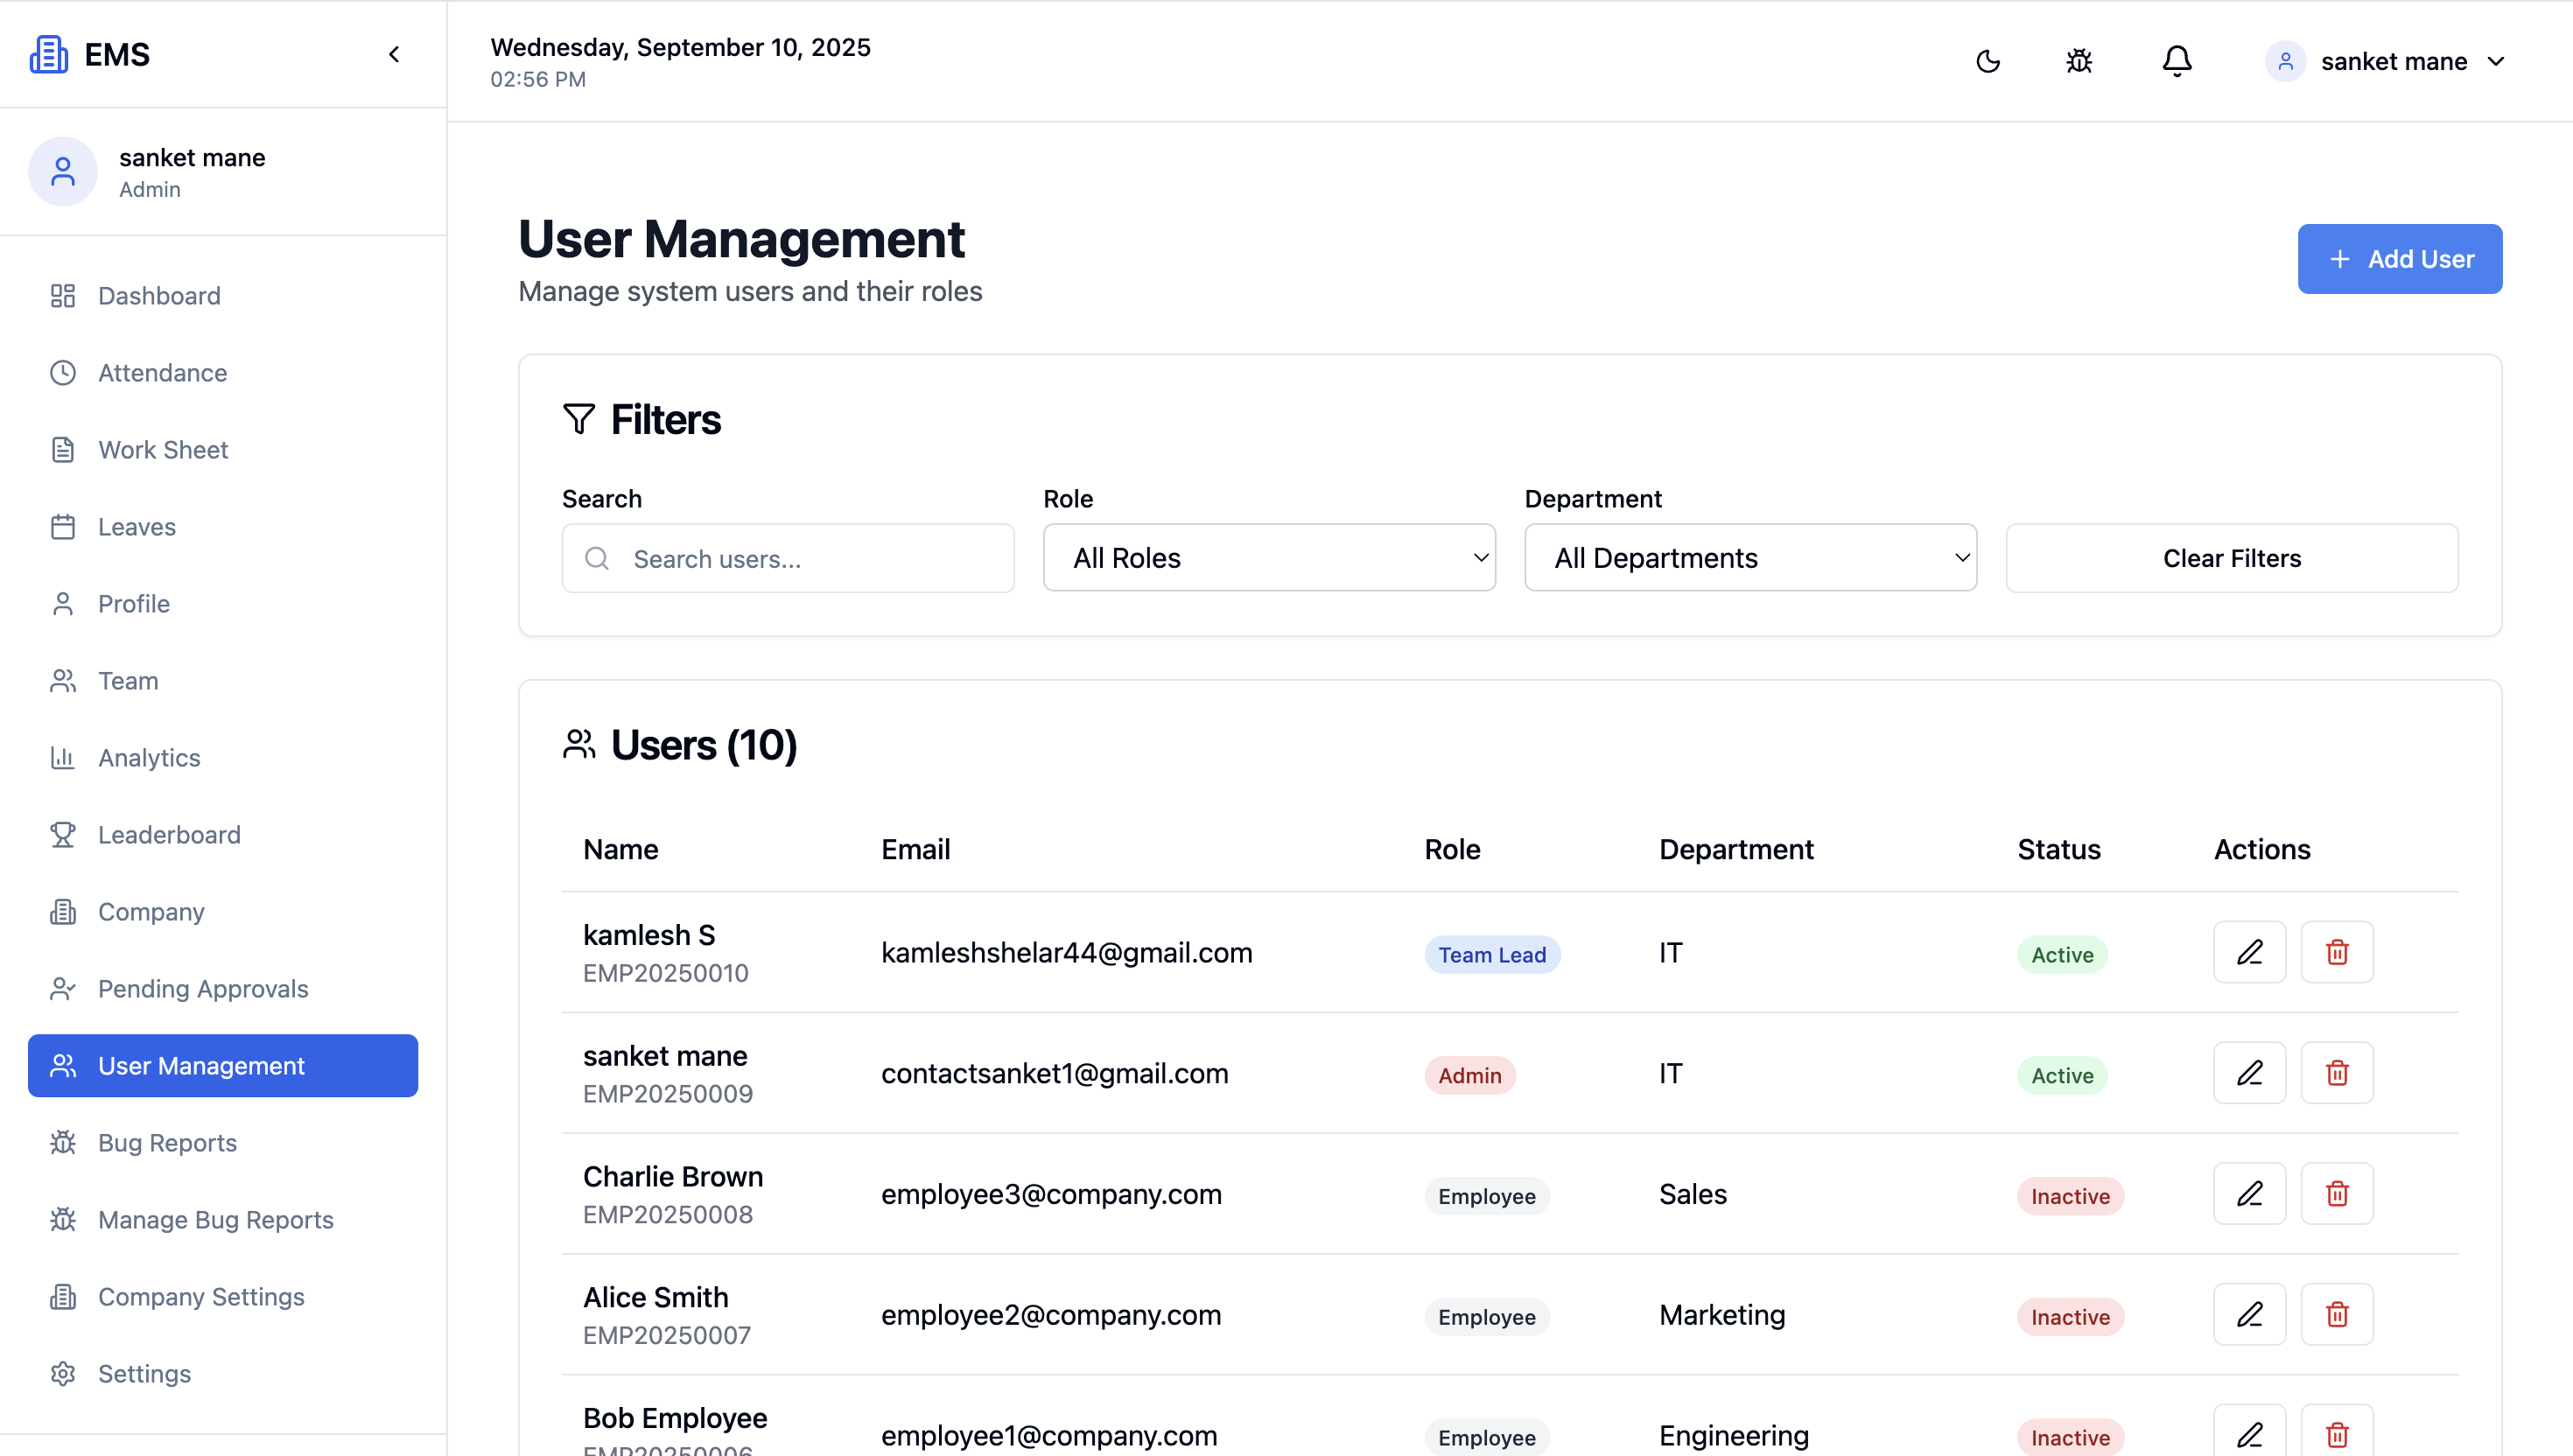 EMS
sanket mane
Admin
Dashboard
Attendance
Work Sheet
Leaves
Profile
Team
Analytics
Leaderboard
Company
Pending Approvals
User Management
Bug Reports
Manage Bug Reports
Company Settings
Settings
Wednesday, September 10, 2025
02:56 PM
sanket mane
User Management
Manage system users and their roles
Add User
Filters
Search Role Department
Search users... All Roles All Departments Clear Filters
Users (10)
Name Email Role Department Status Actions
kamlesh S
EMP20250010
kamleshshelar44@gmail.com Team Lead IT Active
sanket mane
EMP20250009
contactsanket1@gmail.com Admin IT Active
Charlie Brown
EMP20250008
employee3@company.com Employee Sales Inactive
Alice Smith
EMP20250007
employee2@company.com Employee Marketing Inactive
Bob Employee
EMP20250006
employee1@company.com Employee Engineering Inactive